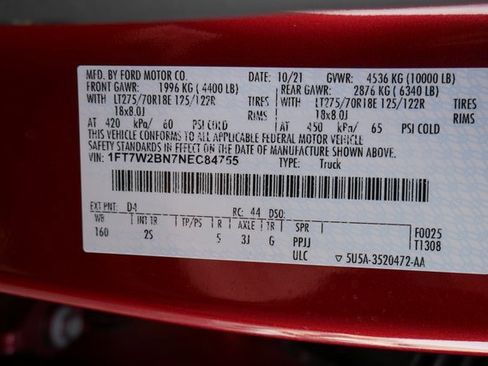 MFD. BY FORD MOTOR CO. 10/21 GVWR: 4536 KG (10000 LB)
FRONT GAWR: 1996 KG (4400 LB) REAR GAWR: 2876 KG (6340 LB)
WITH LT275/70R18E 125/122R TIRES WITH LT275/70R18E 125/122R TIRES
18x8.0J 18x8.0J
AT 420 kPa/ 60 PSI COLD AT 450 kPa/ 65 PSI COLD
THIS VEHICLE CONFORMS TO ALL APPLICABLE FEDERAL MOTOR VEHICLE
SAFETY STANDARDS IN EFFECT ON THE DATE OF MANUFACTURE SHOWN ABOVE.
VIN: 1FT7W2BN7NEC84755 TYPE: Truck
EXT PNT: D4 RC: 44 DSO:
WB INT TR TP/PS R AXLE TR SPR
160 2S 5 3J G PPJJ F0025
ULC T1308
5U5A-3520472-AA